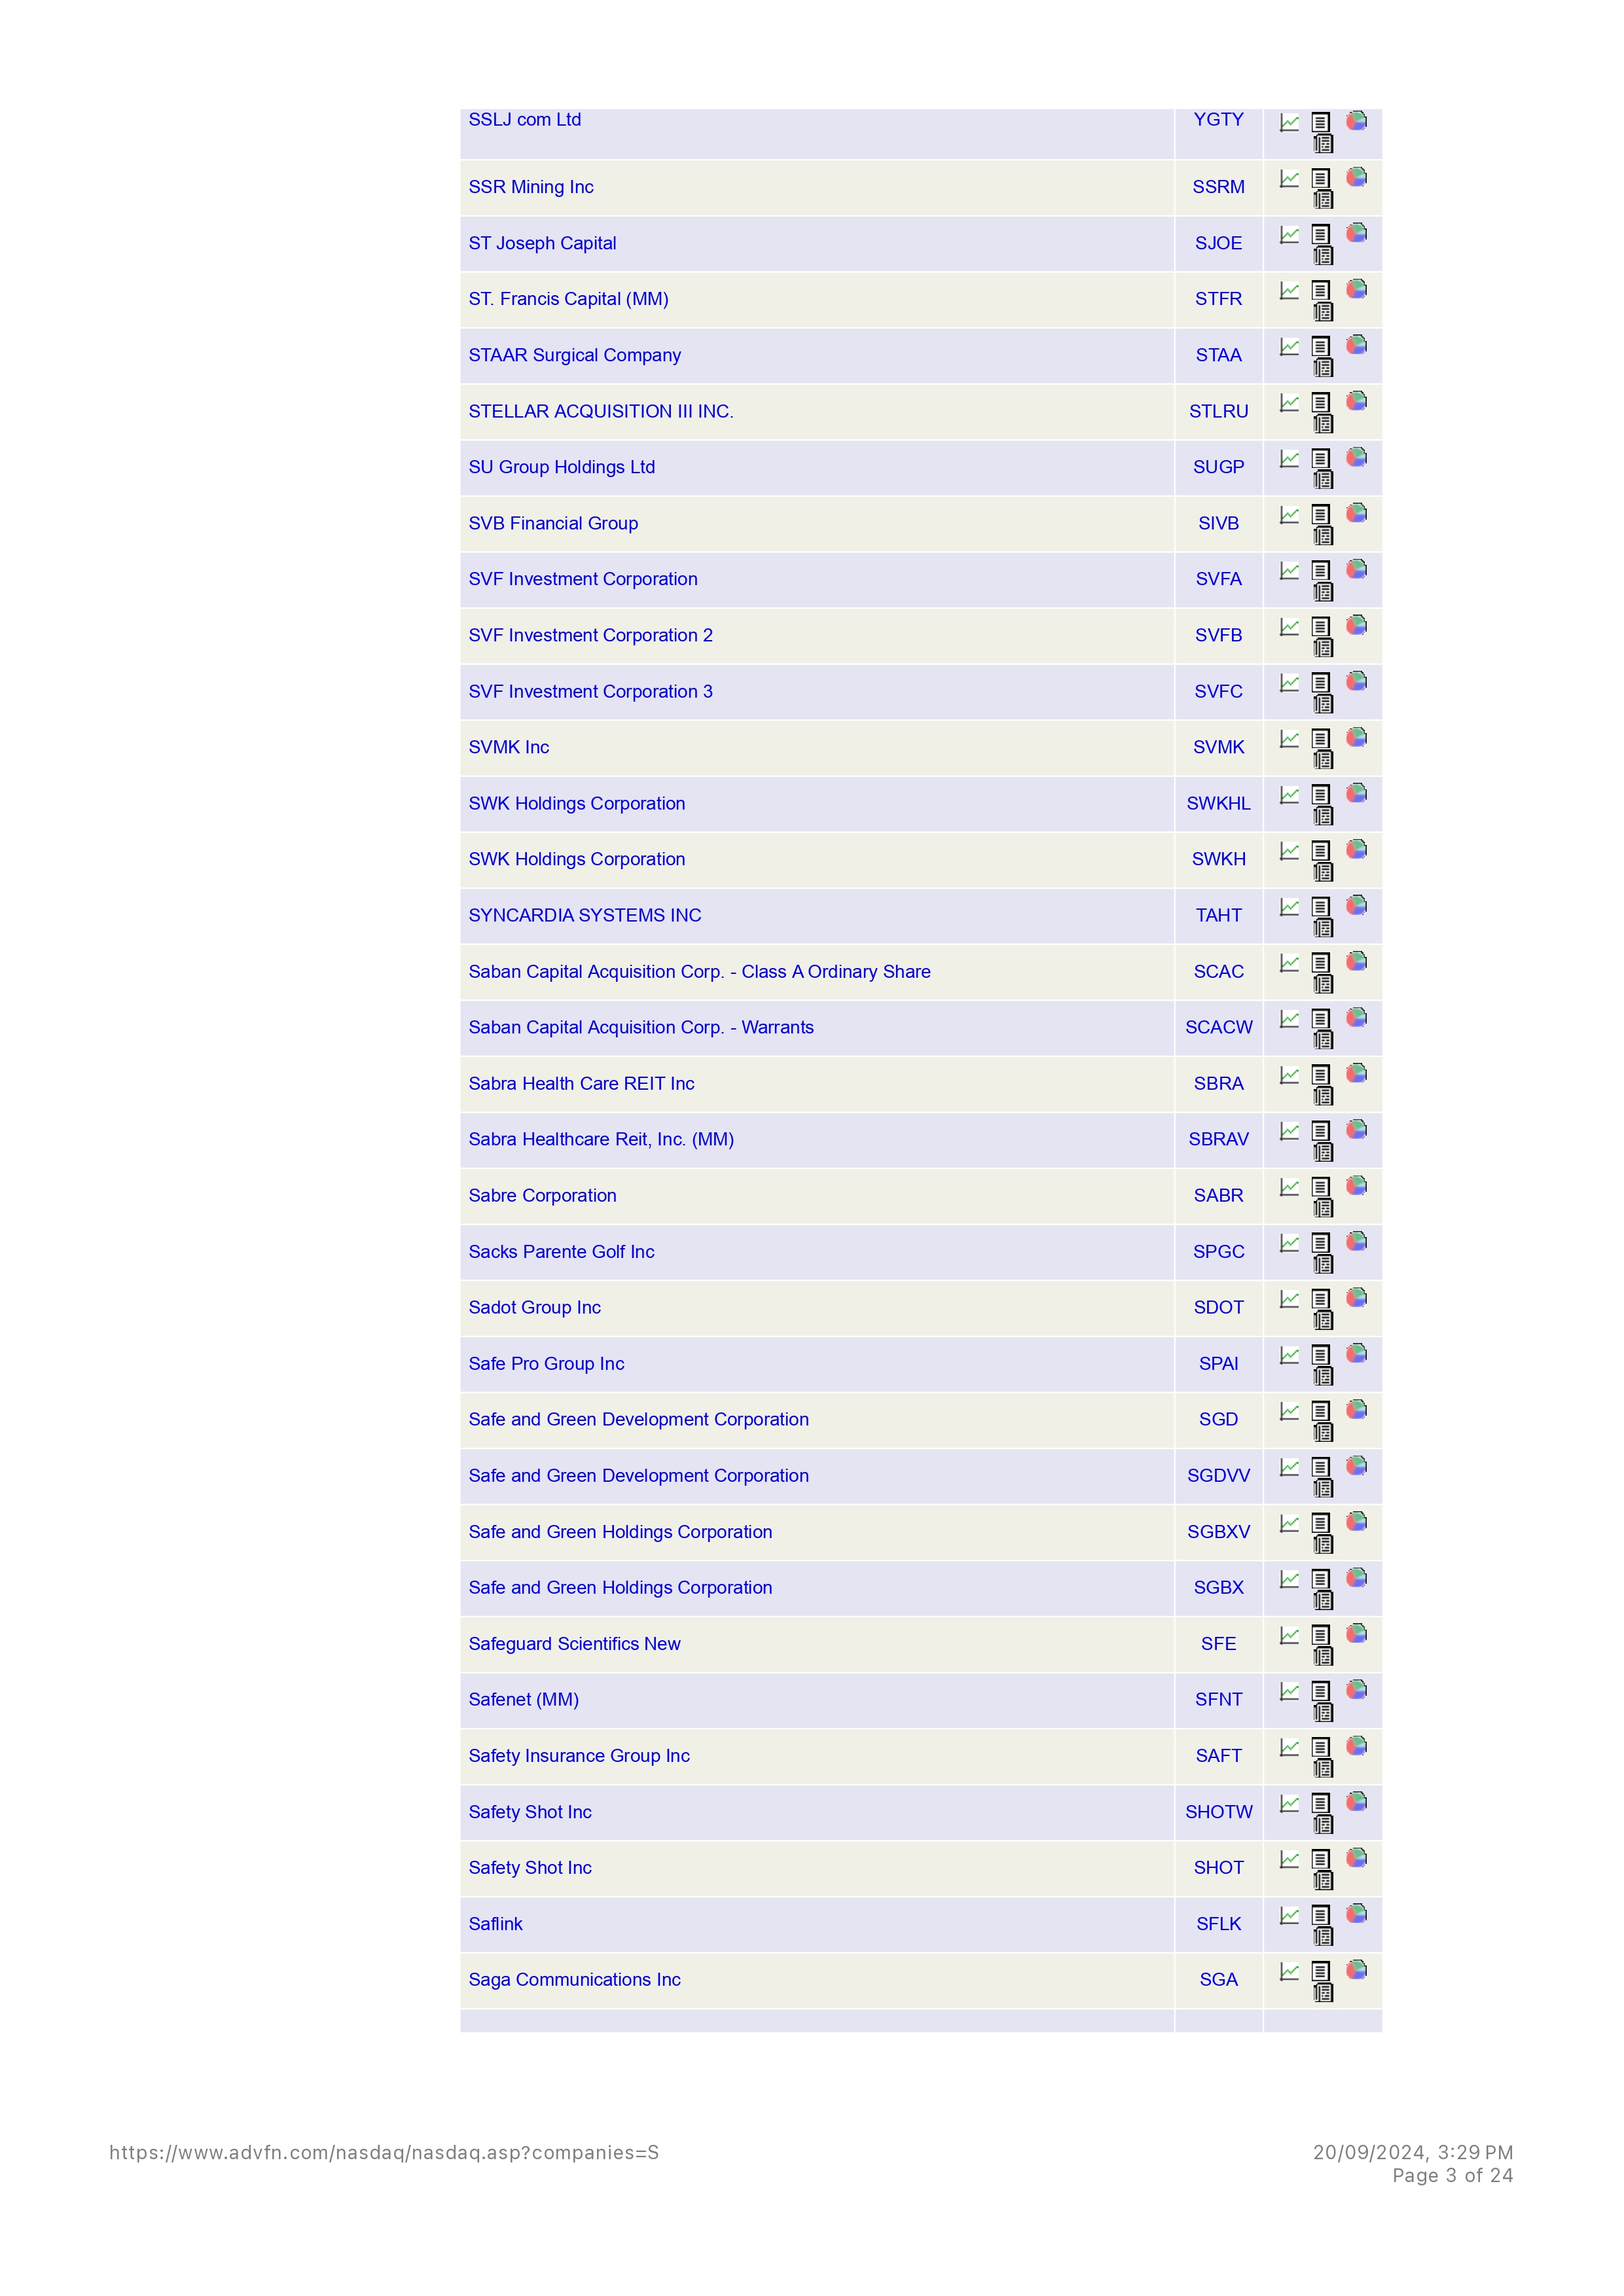 SSLJ com Ltd YGTY
SSR Mining Inc SSRM
ST Joseph Capital SJOE
ST. Francis Capital (MM) STFR
STAAR Surgical Company STAA
STELLAR ACQUISITION III INC. STLRU
SU Group Holdings Ltd SUGP
SVB Financial Group SIVB
SVF Investment Corporation SVFA
SVF Investment Corporation 2 SVFB
SVF Investment Corporation 3 SVFC
SVMK Inc SVMK
SWK Holdings Corporation SWKHL
SWK Holdings Corporation SWKH
SYNCARDIA SYSTEMS INC TAHT
Saban Capital Acquisition Corp. - Class A Ordinary Share SCAC
Saban Capital Acquisition Corp. - Warrants SCACW
Sabra Health Care REIT Inc SBRA
Sabra Healthcare Reit, Inc. (MM) SBRAV
Sabre Corporation SABR
Sacks Parente Golf Inc SPGC
Sadot Group Inc SDOT
Safe Pro Group Inc SPAI
Safe and Green Development Corporation SGD
Safe and Green Development Corporation SGDVV
Safe and Green Holdings Corporation SGBXV
Safe and Green Holdings Corporation SGBX
Safeguard Scientifics New SFE
Safenet (MM) SFNT
Safety Insurance Group Inc SAFT
Safety Shot Inc SHOTW
Safety Shot Inc SHOT
Saflink SFLK
Saga Communications Inc SGA
https://www.advfn.com/nasdaq/nasdaq.asp?companies=S 20/09/2024, 3:29 PM
Page 3 of 24